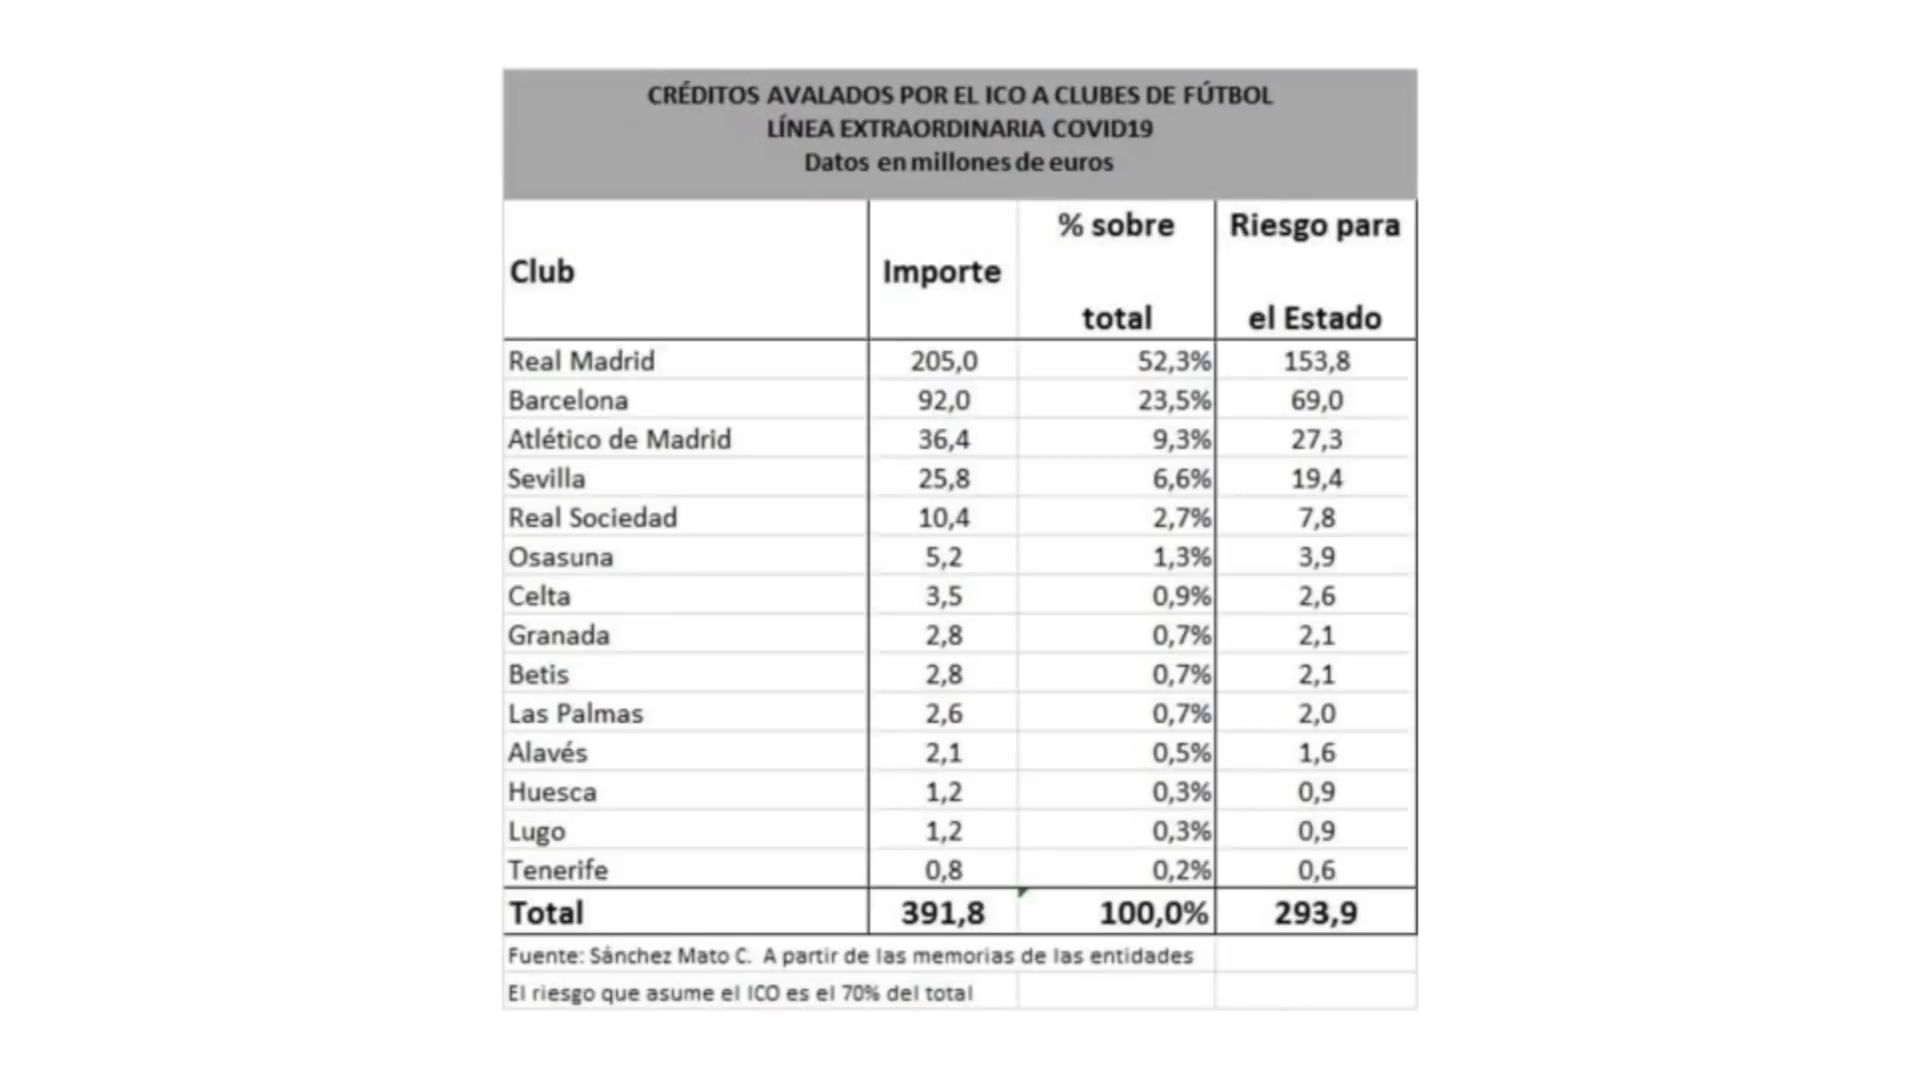 CRÉDITOS AVALADOS POR EL ICO A CLUBES DE FÚTBOL
LÍNEA EXTRAORDINARIA COVID19
Datos en millones de euros
Club Importe % sobre total Riesgo para el Estado
Real Madrid 205,0 52,3% 153,8
Barcelona 92,0 23,5% 69,0
Atlético de Madrid 36,4 9,3% 27,3
Sevilla 25,8 6,6% 19,4
Real Sociedad 10,4 2,7% 7,8
Osasuna 5,2 1,3% 3,9
Celta 3,5 0,9% 2,6
Granada 2,8 0,7% 2,1
Betis 2,8 0,7% 2,1
Las Palmas 2,6 0,7% 2,0
Alavés 2,1 0,5% 1,6
Huesca 1,2 0,3% 0,9
Lugo 1,2 0,3% 0,9
Tenerife 0,8 0,2% 0,6
Total 391,8 100,0% 293,9
Fuente: Sánchez Mato C. A partir de las memorias de las entidades
El riesgo que asume el ICO es el 70% del total